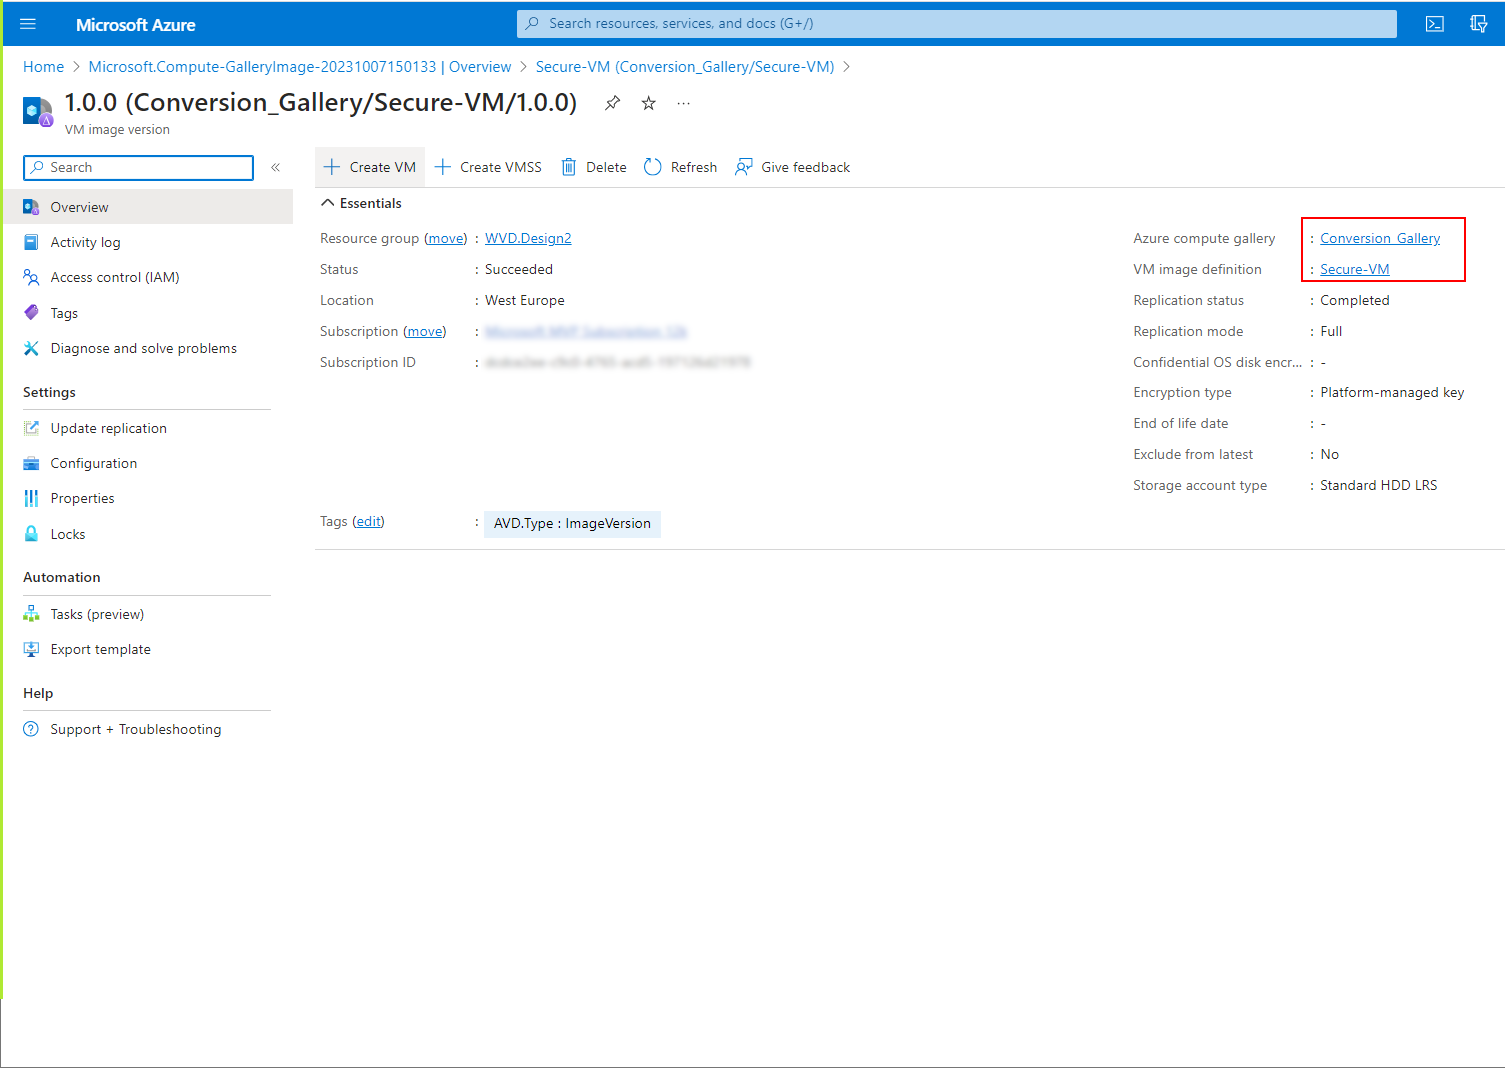 Microsoft Azure
Search resources, services, and docs (G+/)
Home > Microsoft.Compute-GalleryImage-20231007150133 | Overview > Secure-VM (Conversion_Gallery/Secure-VM) >
1.0.0 (Conversion_Gallery/Secure-VM/1.0.0)
VM image version
Search
Overview
Activity log
Access control (IAM)
Tags
Diagnose and solve problems
Settings
Update replication
Configuration
Properties
Locks
Automation
Tasks (preview)
Export template
Help
Support + Troubleshooting
Create VM
Create VMSS
Delete
Refresh
Give feedback
Essentials
Resource group (move) : WVD.Design2
Status : Succeeded
Location : West Europe
Subscription (move) :
Subscription ID :
Azure compute gallery : Conversion_Gallery
VM image definition : Secure-VM
Replication status : Completed
Replication mode : Full
Confidential OS disk encr... : -
Encryption type : Platform-managed key
End of life date : -
Exclude from latest : No
Storage account type : Standard HDD LRS
Tags (edit) : AVD.Type : ImageVersion